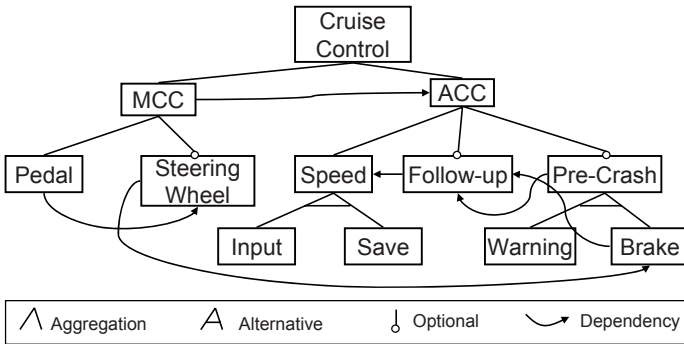 Cruise
Control
MCC
ACC
Pedal
Steering
Wheel
Speed
Follow-up
Pre-Crash
Input
Save
Warning
Brake
Aggregation
Alternative
Optional
Dependency